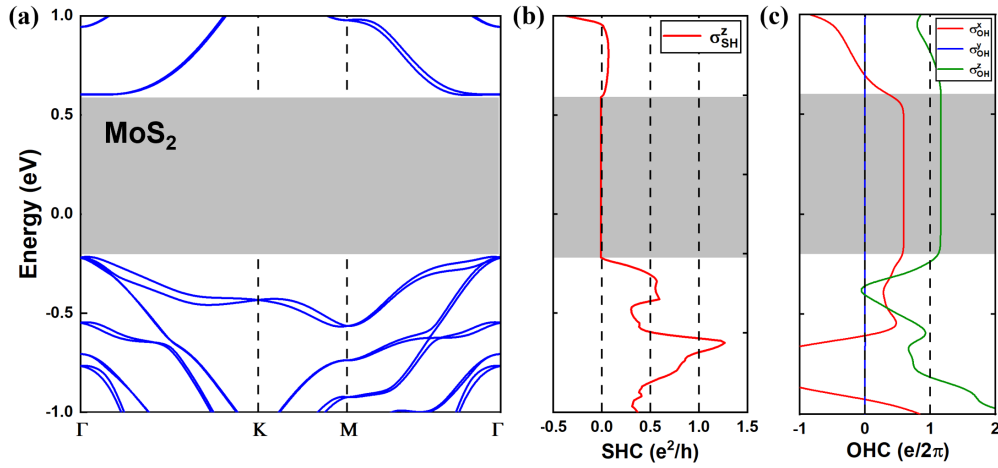 (a)
Energy (eV)
1.0
0.5
0.0
-0.5
-1.0
MoS₂
Γ
K
M
Γ
(b)
σ^z_SH
-0.5
0.0
0.5
1.0
1.5
SHC (e²/h)
(c)
σ^x_OH
σ^y_OH
σ^z_OH
-1
0
1
2
OHC (e/2π)